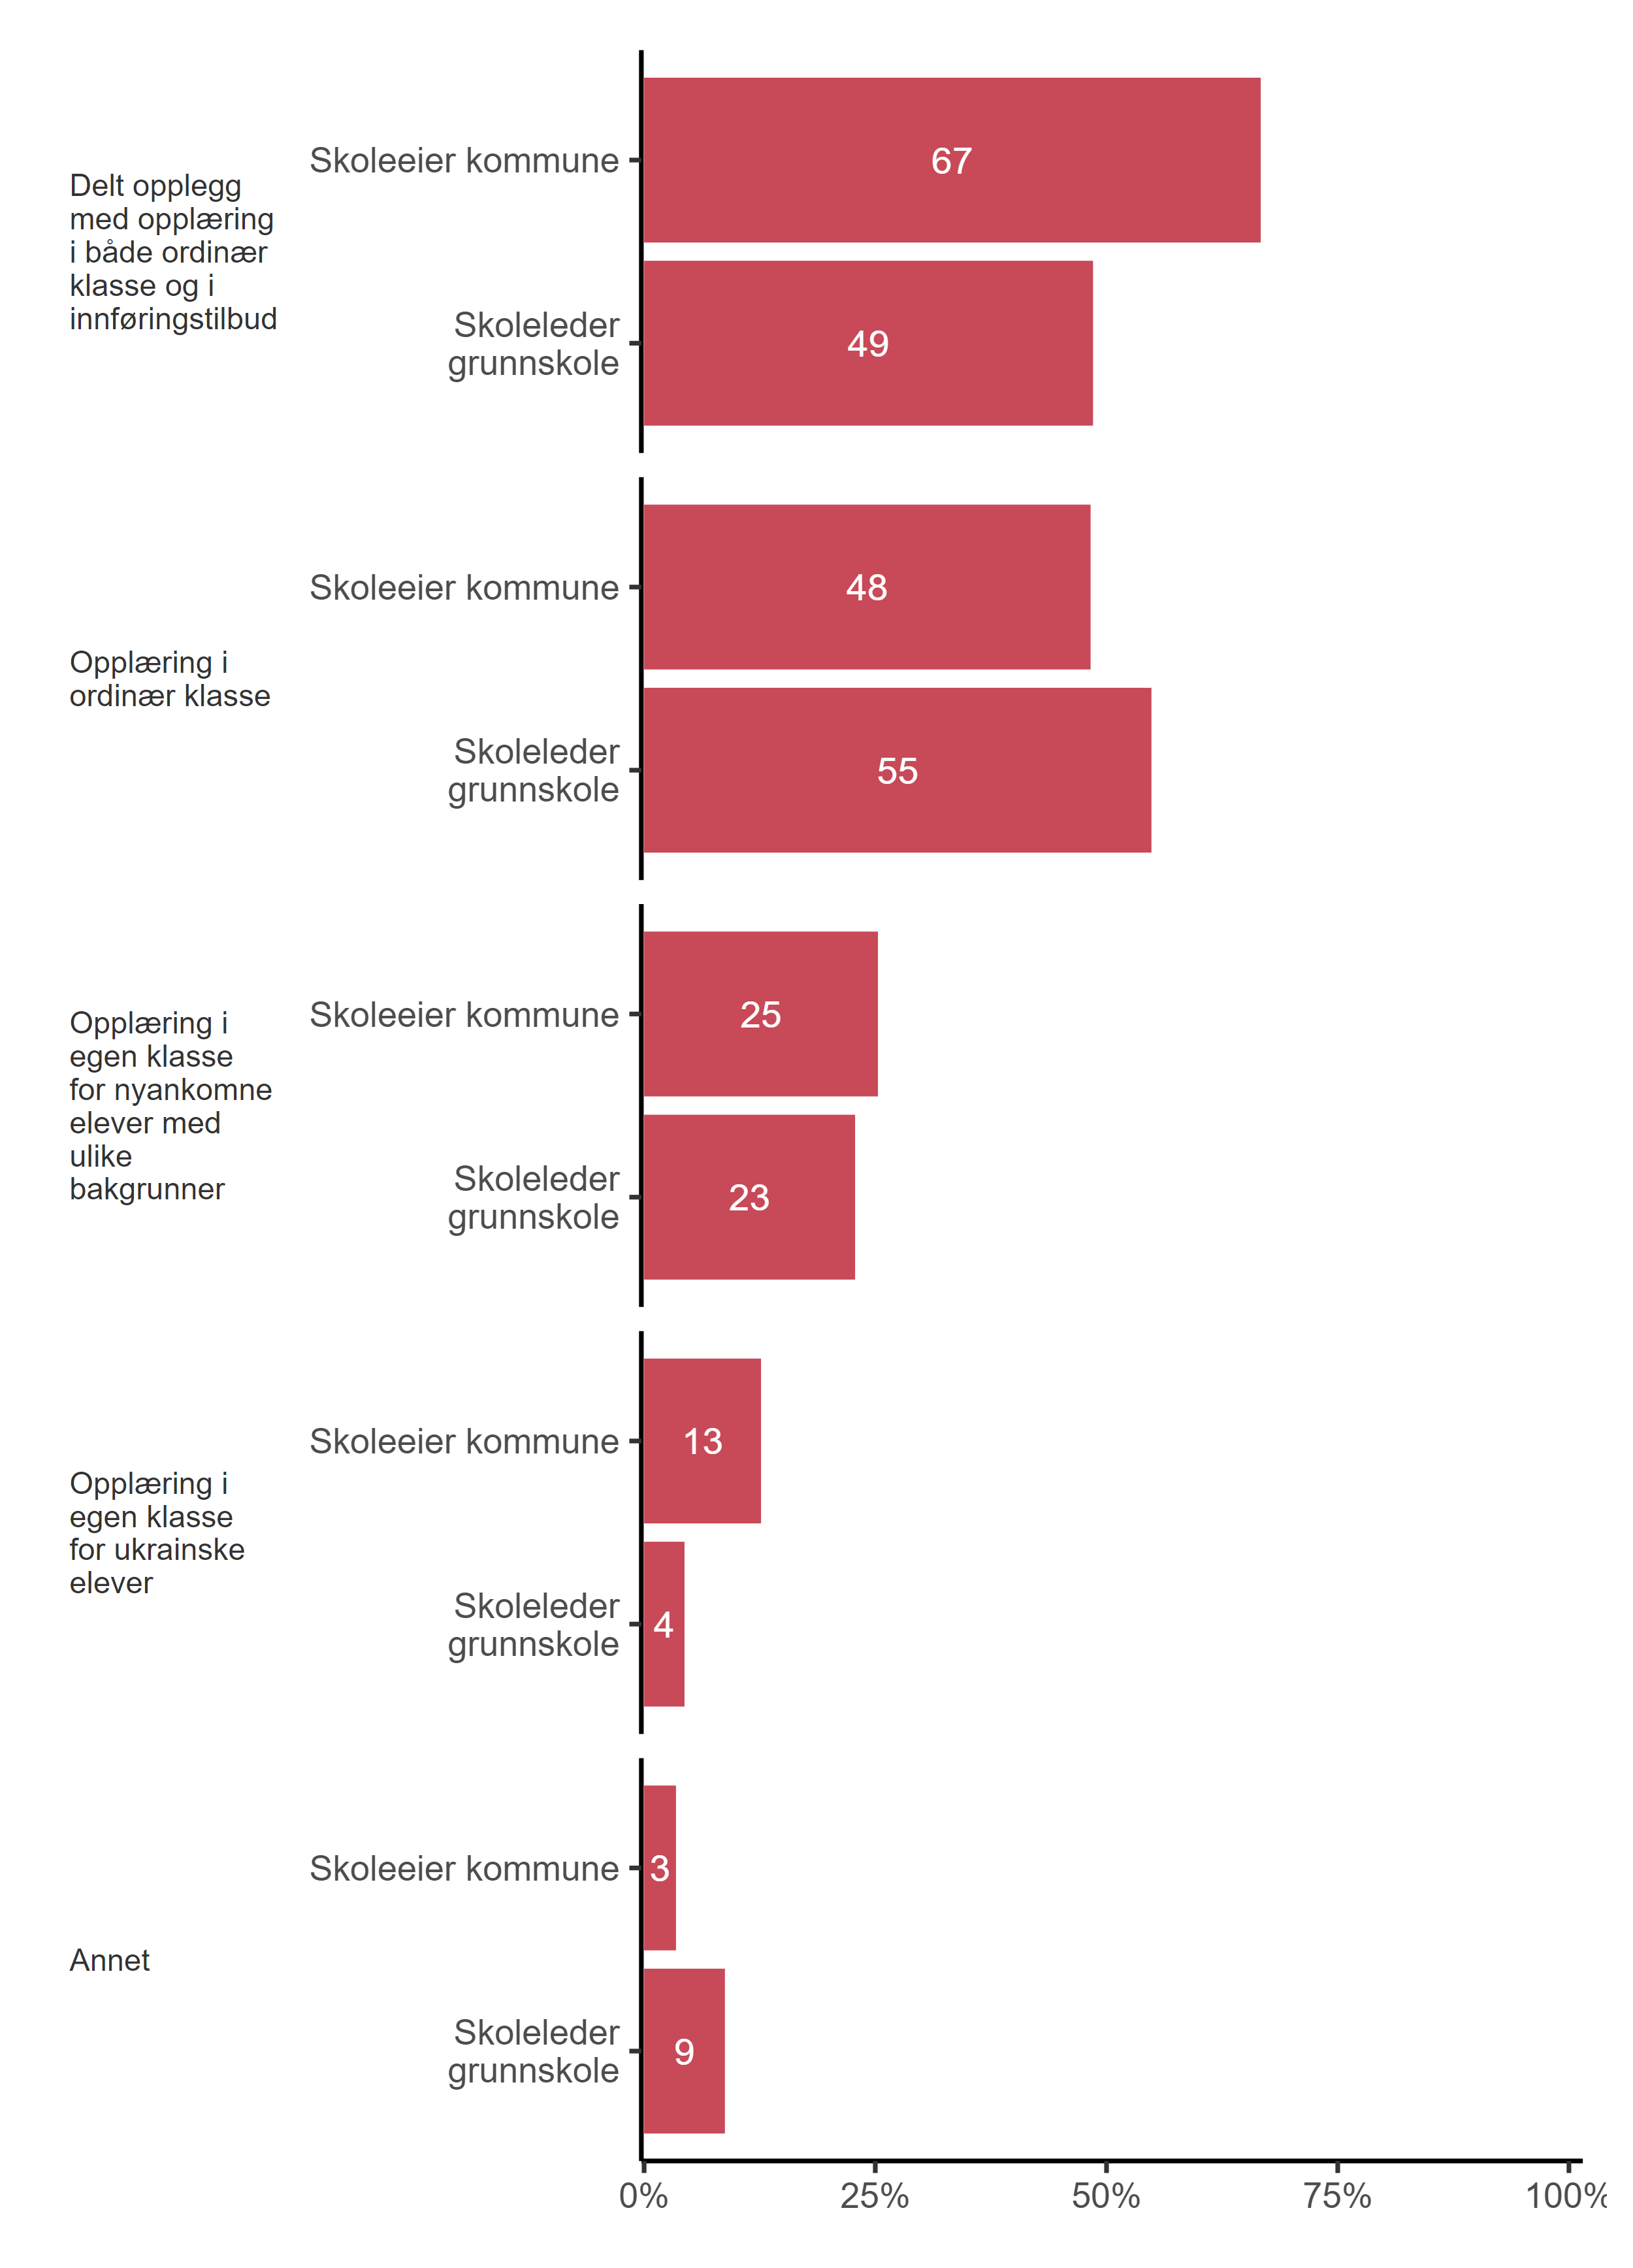 Delt opplegg
med opplæring
i både ordinær
klasse og i
innføringstilbud
Skoleeier kommune
67
Skoleleder
grunnskole
49
Opplæring i
ordinær klasse
Skoleeier kommune
48
Skoleleder
grunnskole
55
Opplæring i
egen klasse
for nyankomne
elever med
ulike
bakgrunner
Skoleeier kommune
25
Skoleleder
grunnskole
23
Opplæring i
egen klasse
for ukrainske
elever
Skoleeier kommune
13
Skoleleder
grunnskole
4
Annet
Skoleeier kommune
3
Skoleleder
grunnskole
9
0% 25% 50% 75% 100%